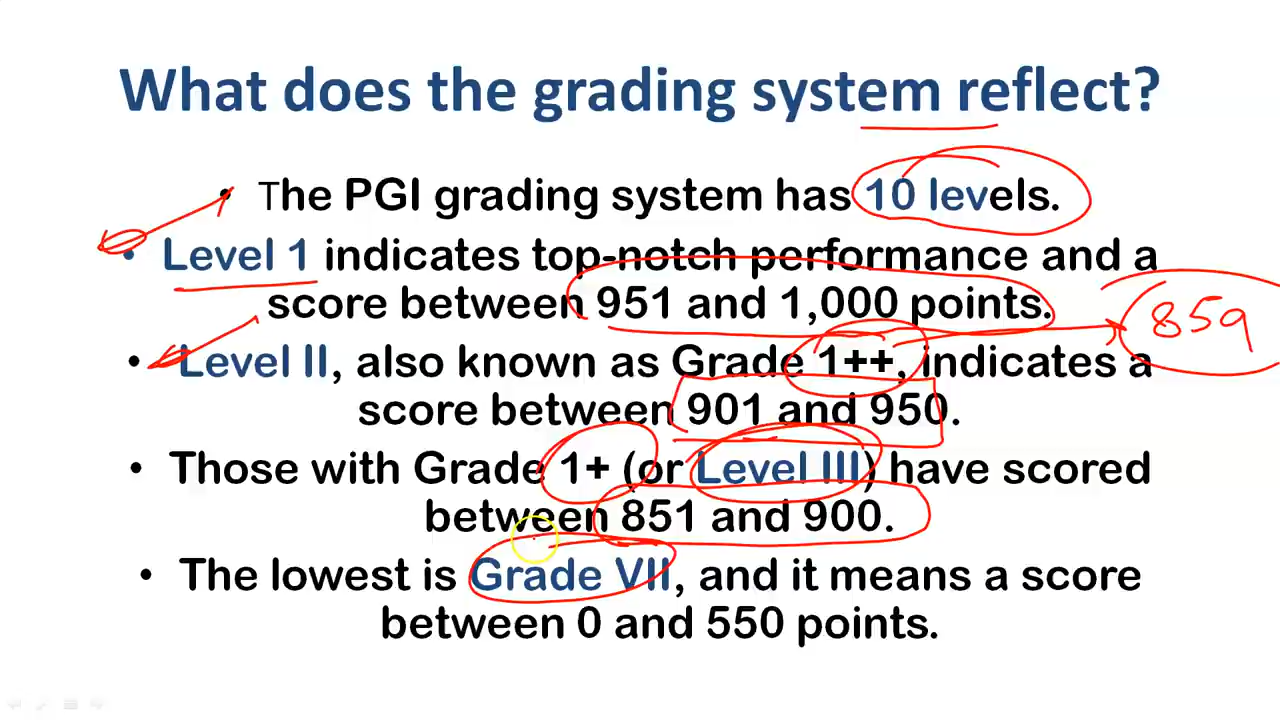 What does the grading system reflect?
• The PGI grading system has 10 levels.
• Level 1 indicates top-notch performance and a
score between 951 and 1,000 points.
859
• Level II, also known as Grade 1++, indicates a
score between 901 and 950.
• Those with Grade 1+ (or Level III) have scored
between 851 and 900.
• The lowest is Grade VII, and it means a score
between 0 and 550 points.